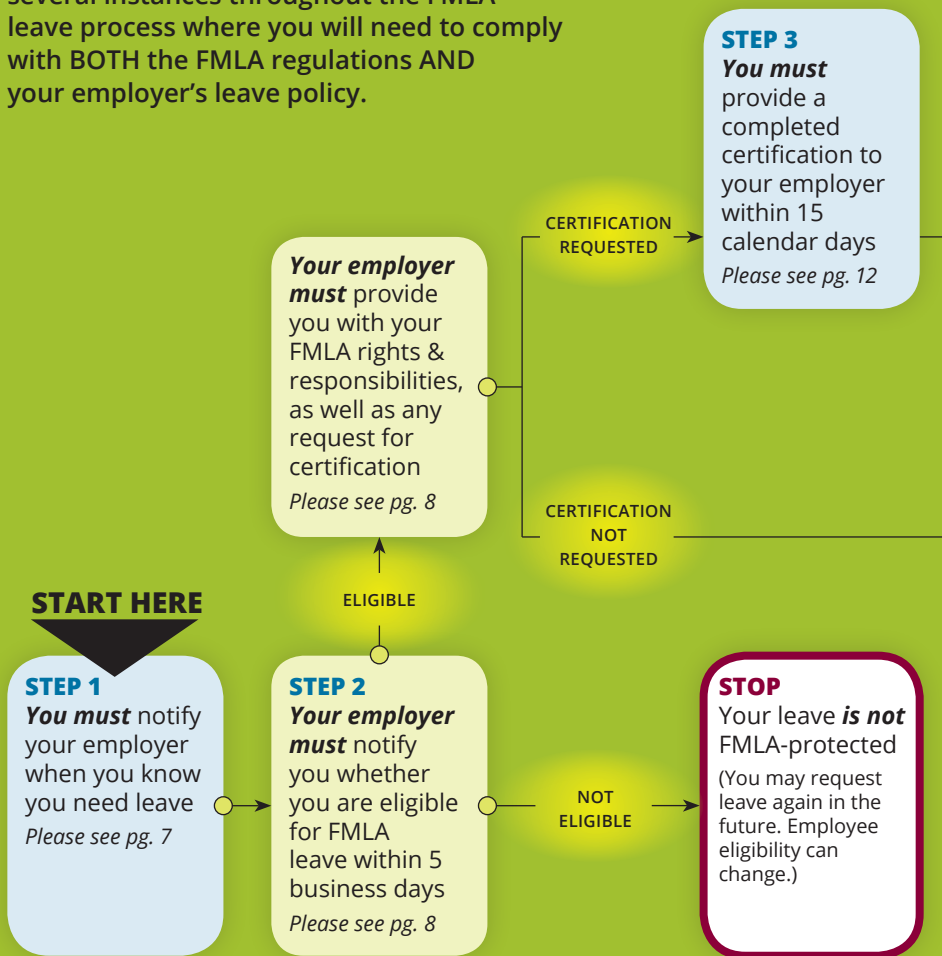 several instances throughout the FMLA
leave process where you will need to comply
with BOTH the FMLA regulations AND
your employer's leave policy.
START HERE
STEP 1
You must notify
your employer
when you know
you need leave
Please see pg. 7
STEP 2
Your employer
must notify
you whether
you are eligible
for FMLA
leave within 5
business days
Please see pg. 8
NOT
ELIGIBLE
STOP
Your leave is not
FMLA-protected
(You may request
leave again in the
future. Employee
eligibility can
change.)
ELIGIBLE
Your employer
must provide
you with your
FMLA rights &
responsibilities,
as well as any
request for
certification
Please see pg. 8
CERTIFICATION
REQUESTED
CERTIFICATION
NOT
REQUESTED
STEP 3
You must
provide a
completed
certification to
your employer
within 15
calendar days
Please see pg. 12